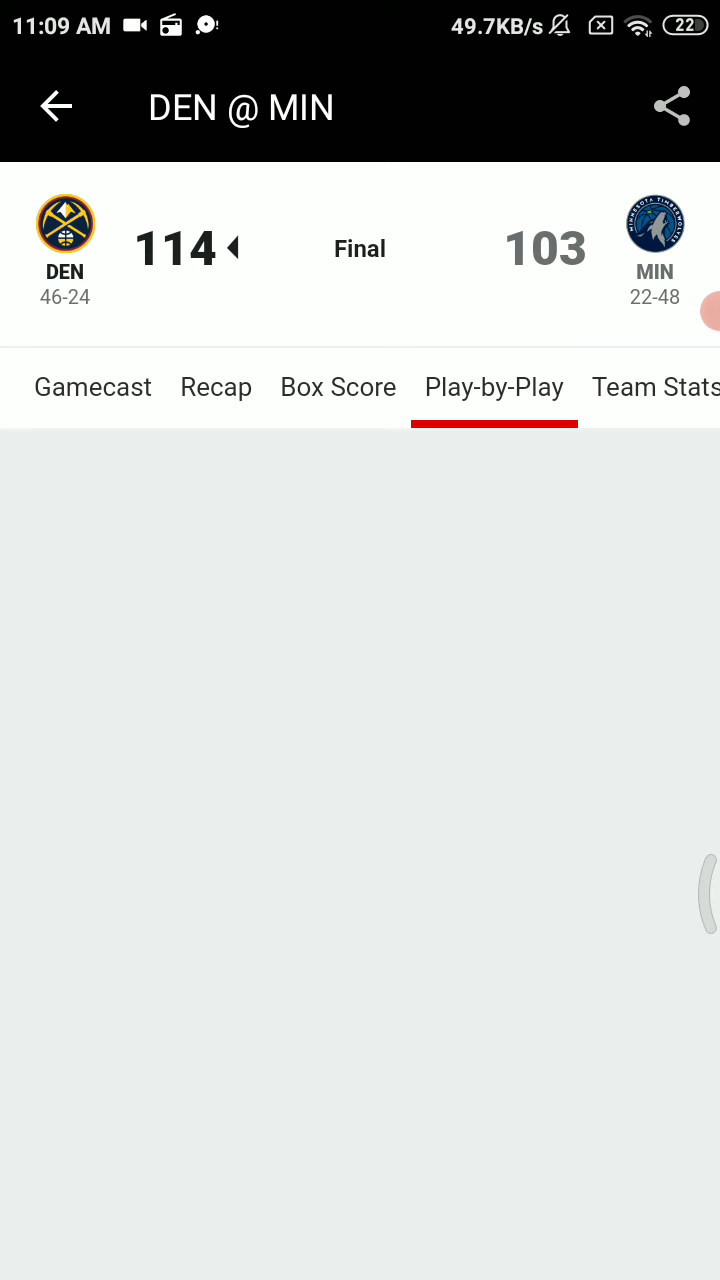 11:09 AM 49.7KB/s 22
DEN @ MIN
114 Final 103
DEN MIN
46-24 22-48
Gamecast Recap Box Score Play-by-Play Team Stats